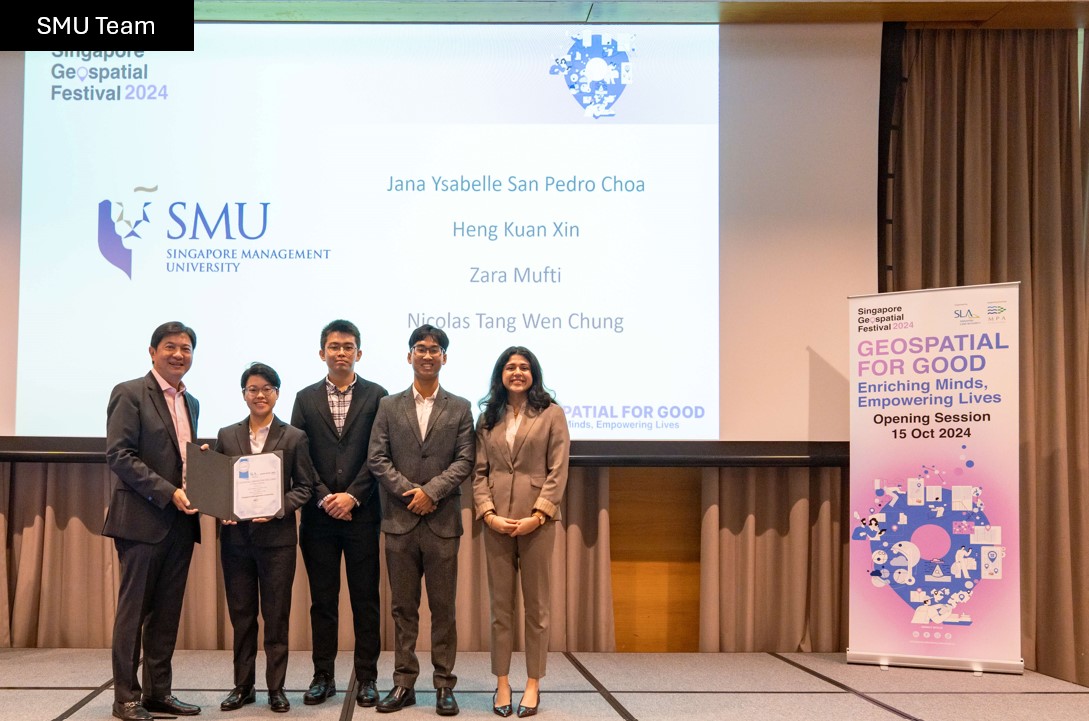 SMU Team
Singapore
Geospatial
Festival 2024
SMU
SINGAPORE MANAGEMENT
UNIVERSITY
Jana Ysabelle San Pedro Choa
Heng Kuan Xin
Zara Mufti
Nicolas Tang Wen Chung
PATIAL FOR GOOD
Minds, Empowering Lives
Singapore
Geospatial
Festival 2024
SLA
MPA
GEOSPATIAL
FOR GOOD
Enriching Minds,
Empowering Lives
Opening Session
15 Oct 2024